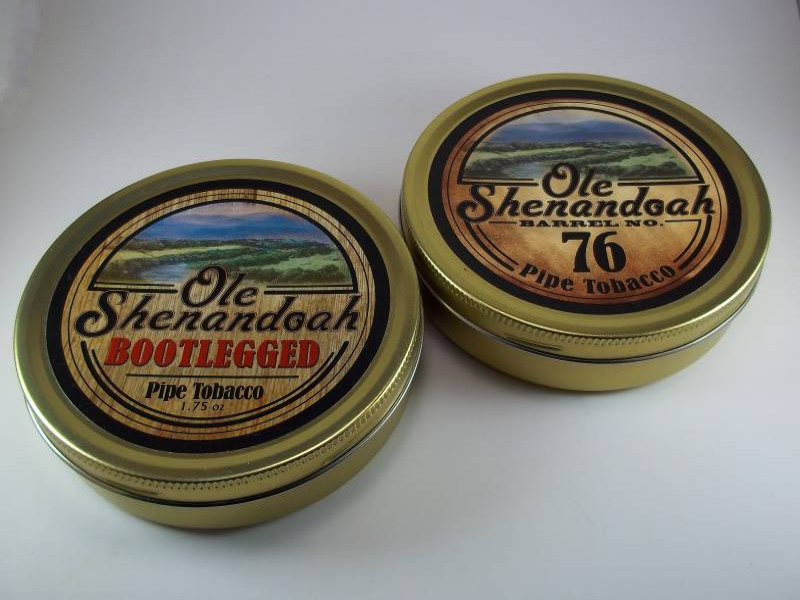 Ole
Shenandoah
BOOTLEGGED
Pipe Tobacco
1.75 oz
Ole
Shenandoah
BARREL NO.
76
Pipe Tobacco